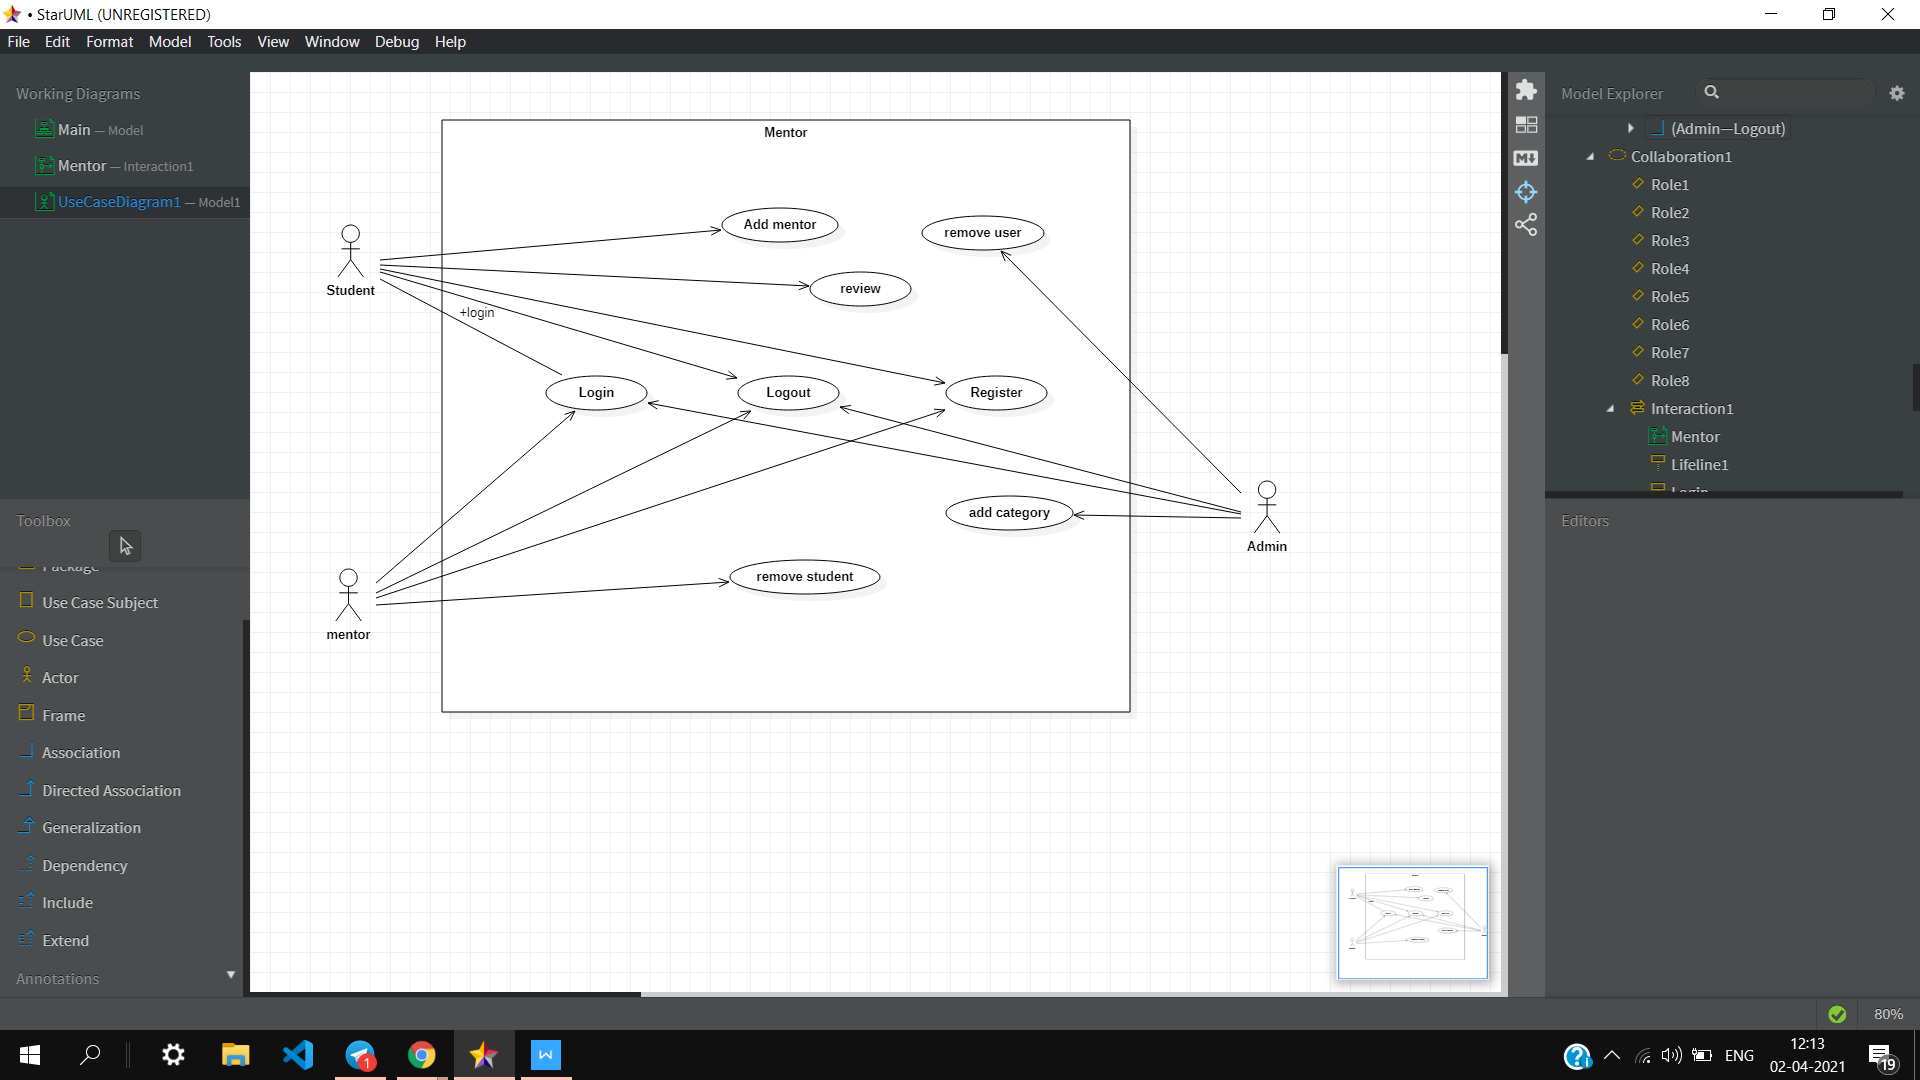 • StarUML (UNREGISTERED)
File Edit Format Model Tools View Window Debug Help
Working Diagrams
Main — Model
Mentor — Interaction1
UseCaseDiagram1 — Model1
Toolbox
Package
Use Case Subject
Use Case
Actor
Frame
Association
Directed Association
Generalization
Dependency
Include
Extend
Annotations
Mentor
Add mentor
remove user
Student
review
+login
Login
Logout
Register
add category
Admin
remove student
mentor
M
Model Explorer
(Admin—Logout)
Collaboration1
Role1
Role2
Role3
Role4
Role5
Role6
Role7
Role8
Interaction1
Mentor
Lifeline1
Login
Editors
80%
1
W
ENG
12:13
02-04-2021
19